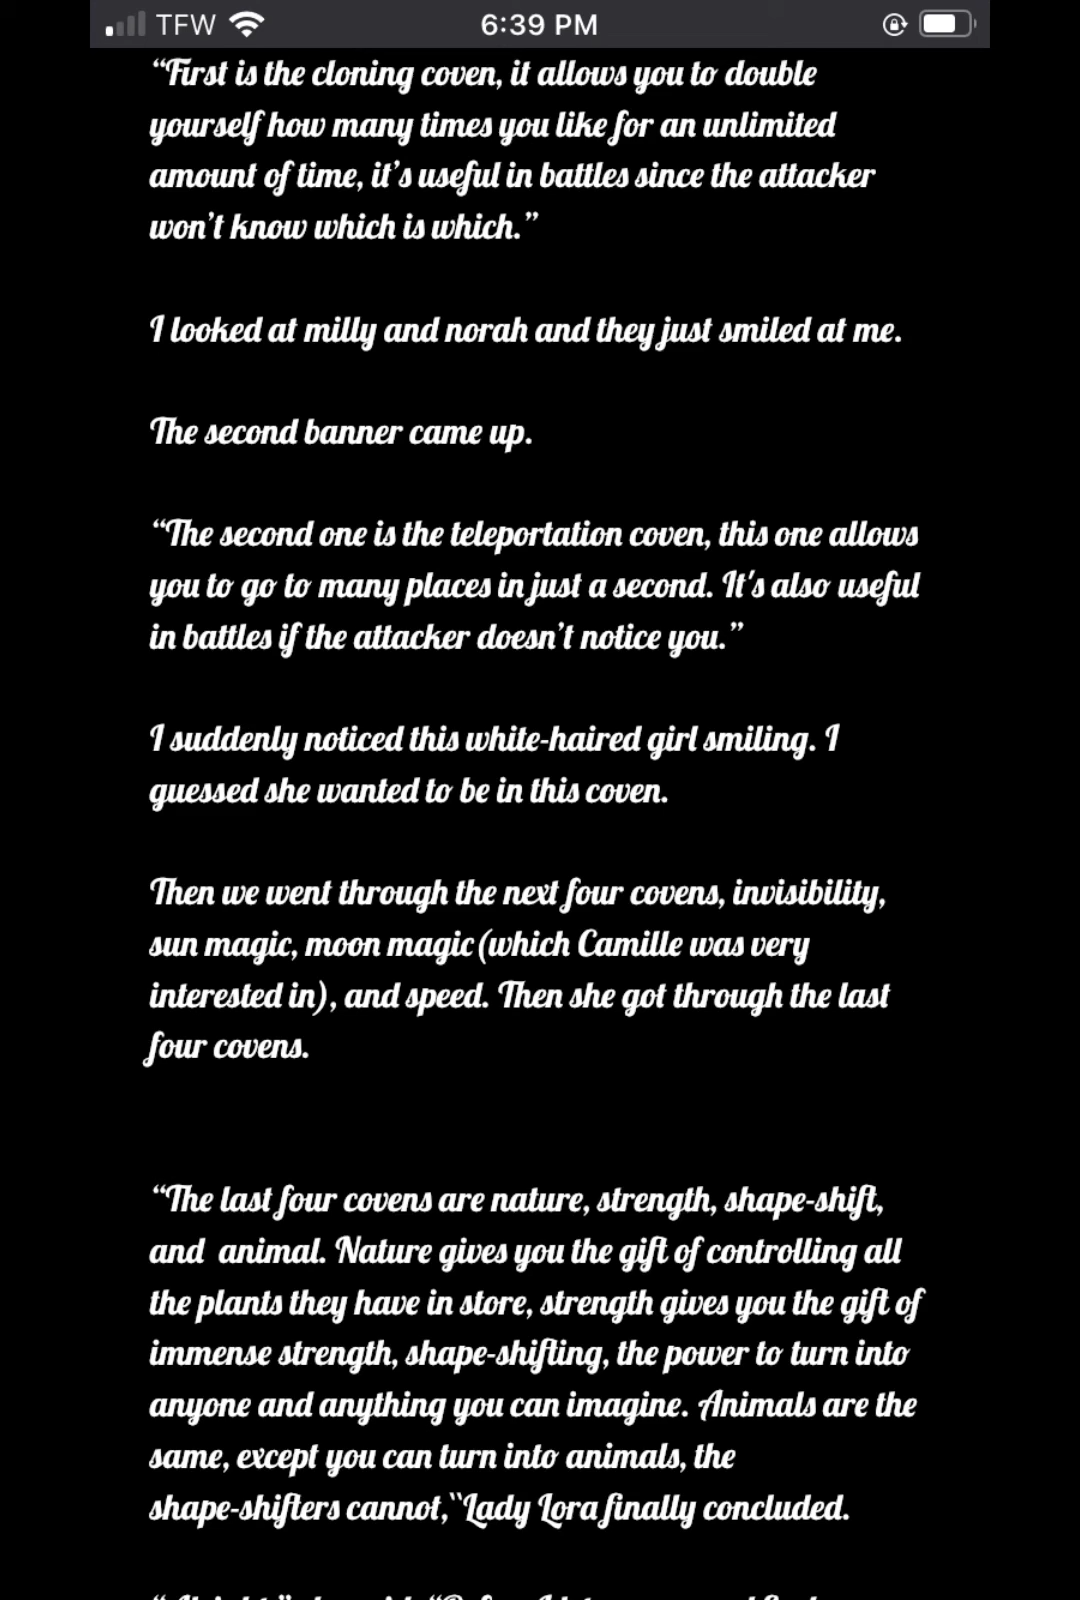 TFW 6:39 PM
“First is the cloning coven, it allows you to double
yourself how many times you like for an unlimited
amount of time, it’s useful in battles since the attacker
won’t know which is which.”
I looked at milly and norah and they just smiled at me.
The second banner came up.
“The second one is the teleportation coven, this one allows
you to go to many places in just a second. It's also useful
in battles if the attacker doesn’t notice you.”
I suddenly noticed this white-haired girl smiling. I
guessed she wanted to be in this coven.
Then we went through the next four covens, invisibility,
sun magic, moon magic(which Camille was very
interested in), and speed. Then she got through the last
four covens.
“The last four covens are nature, strength, shape-shift,
and  animal. Nature gives you the gift of controlling all
the plants they have in store, strength gives you the gift of
immense strength, shape-shifting, the power to turn into
anyone and anything you can imagine. Animals are the
same, except you can turn into animals, the
shape-shifters cannot,‶Lady Lora finally concluded.